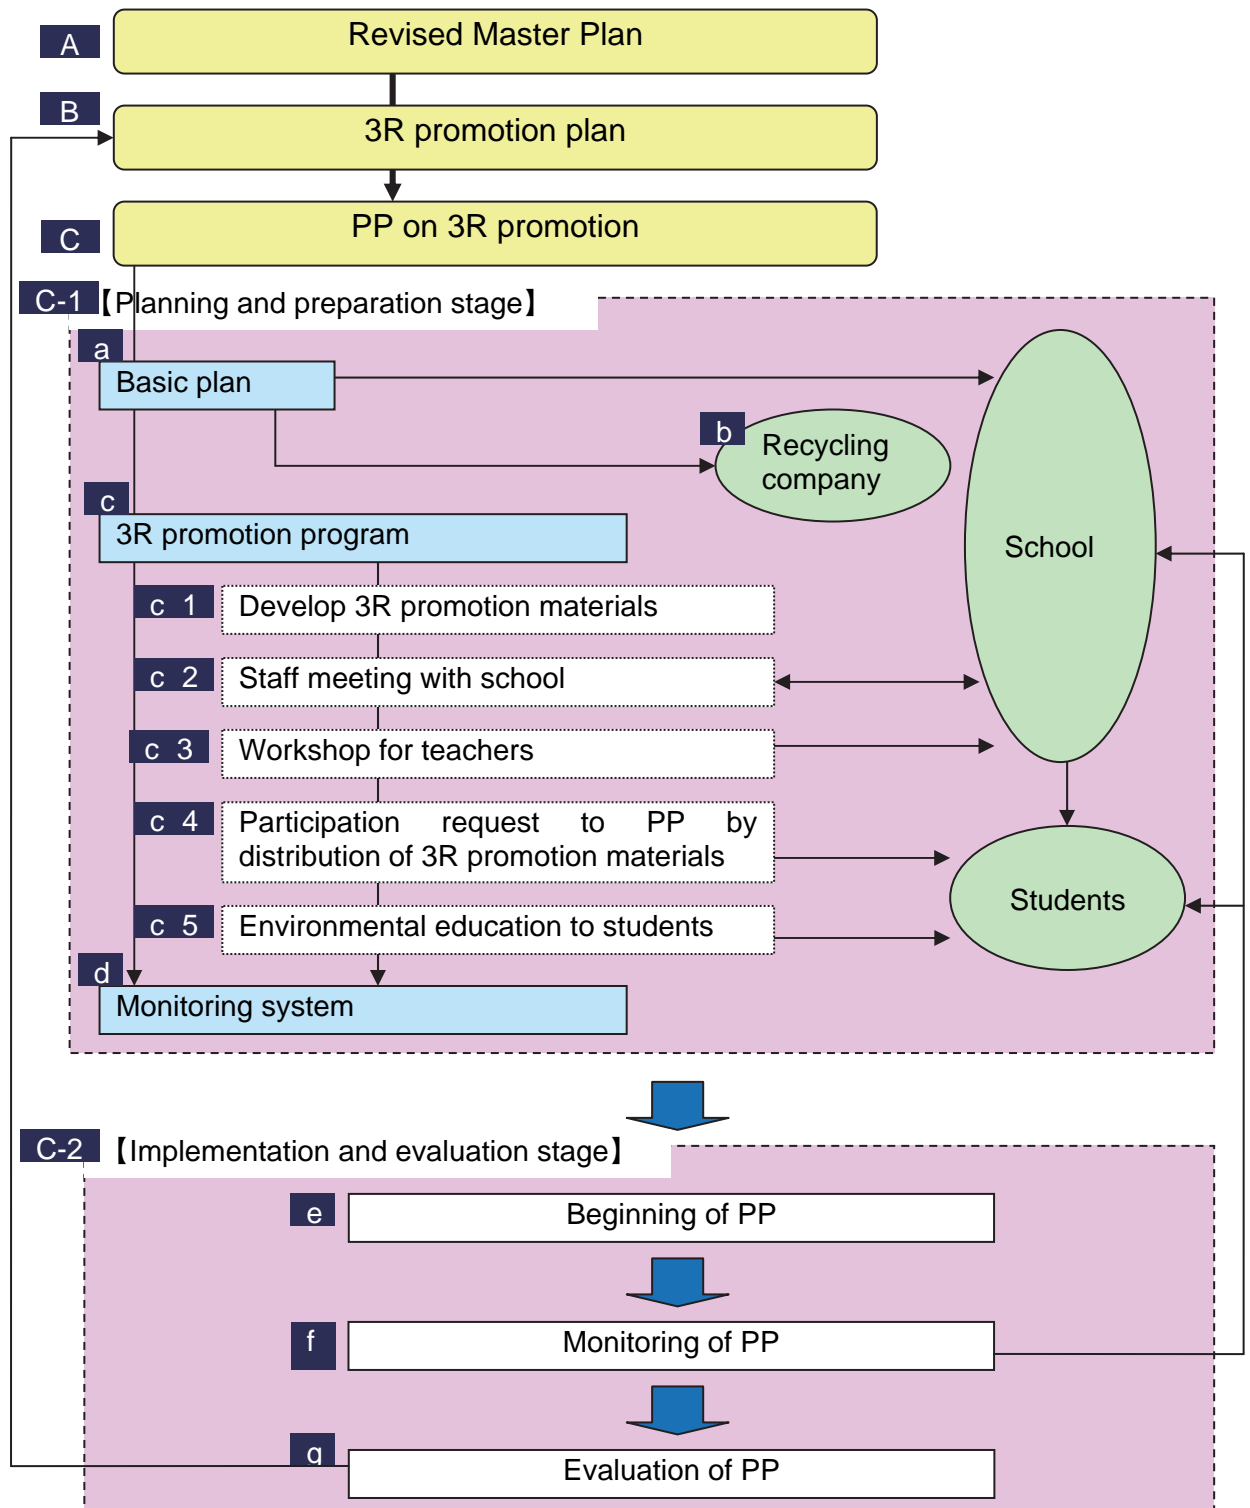 A
Revised Master Plan
B
3R promotion plan
C
PP on 3R promotion
C-1 【Planning and preparation stage】
a
Basic plan
b
Recycling
company
c
3R promotion program
School
c 1 Develop 3R promotion materials
c 2 Staff meeting with school
c 3 Workshop for teachers
c 4 Participation request to PP by
distribution of 3R promotion materials
Students
c 5 Environmental education to students
d
Monitoring system
C-2 【Implementation and evaluation stage】
e Beginning of PP
f Monitoring of PP
g Evaluation of PP